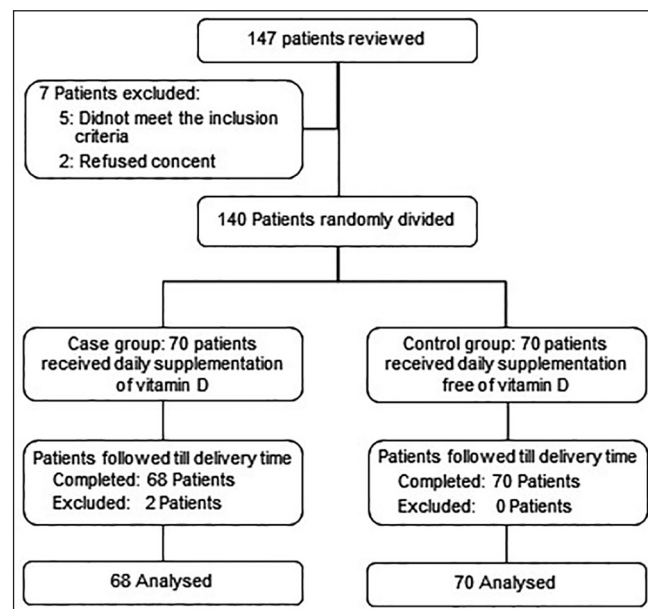 147 patients reviewed
7 Patients excluded:
5: Didnot meet the inclusion
criteria
2: Refused concent
140 Patients randomly divided
Case group: 70 patients
received daily supplementation
of vitamin D
Control group: 70 patients
received daily supplementation
free of vitamin D
Patients followed till delivery time
Completed: 68 Patients
Excluded: 2 Patients
Patients followed till delivery time
Completed: 70 Patients
Excluded: 0 Patients
68 Analysed
70 Analysed